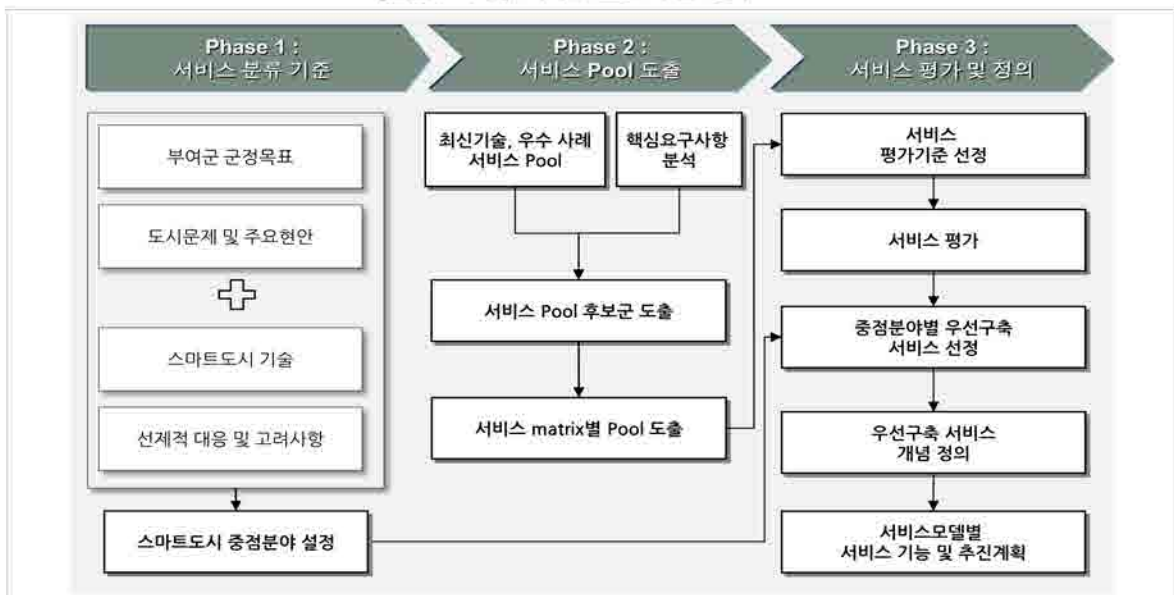 Phase 1 :
서비스 분류 기준
Phase 2 :
서비스 Pool 도출
Phase 3 :
서비스 평가 및 정의
부여군 군정목표
도시문제 및 주요현안
스마트도시 기술
선제적 대응 및 고려사항
스마트도시 중점분야 설정
최신기술, 우수 사례
서비스 Pool
핵심요구사항
분석
서비스 Pool 후보군 도출
서비스 matrix별 Pool 도출
서비스
평가기준 선정
서비스 평가
중점분야별 우선구축
서비스 선정
우선구축 서비스
개념 정의
서비스모델별
서비스 기능 및 추진계획